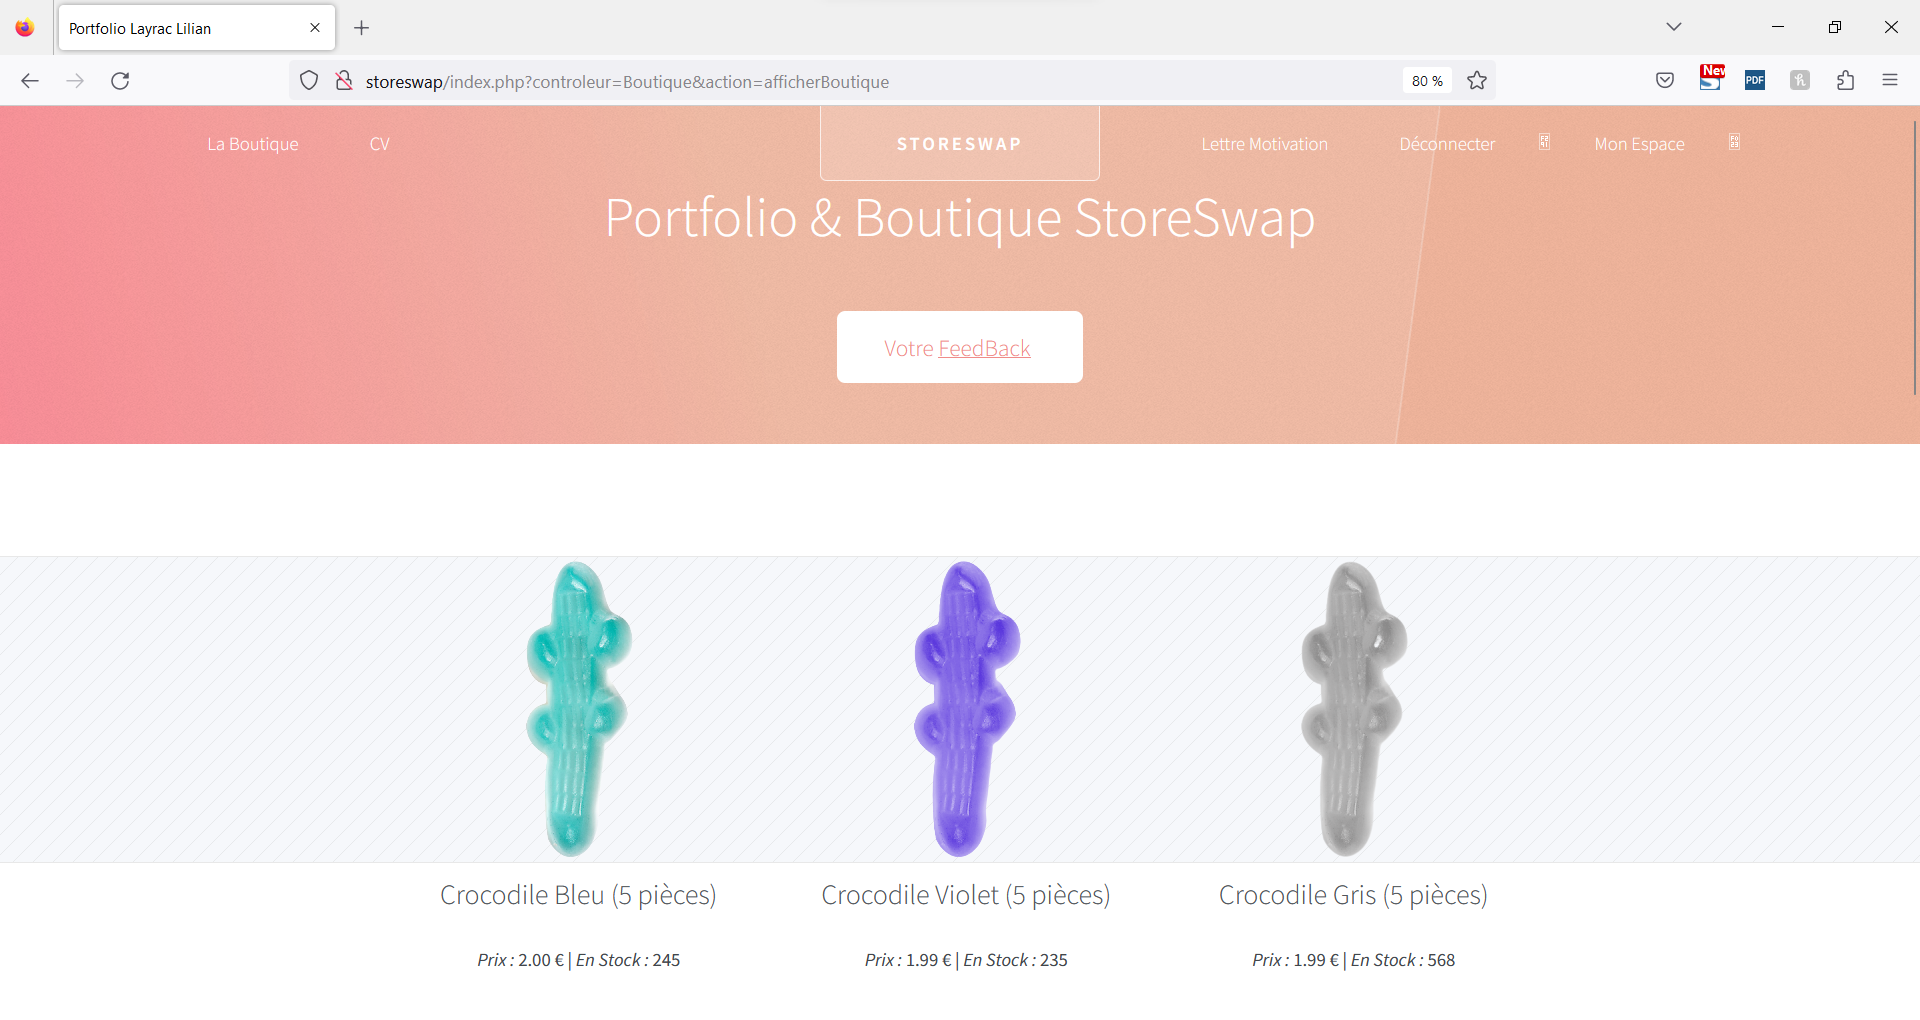 Portfolio Layrac Lilian
storeswap/index.php?controleur=Boutique&action=afficherBoutique
80 %
New
PDF
La Boutique
CV
STORESWAP
Lettre Motivation
Déconnecter
Mon Espace
Portfolio & Boutique StoreSwap
Votre FeedBack
Crocodile Bleu (5 pièces)
Crocodile Violet (5 pièces)
Crocodile Gris (5 pièces)
Prix : 2.00 € | En Stock : 245
Prix : 1.99 € | En Stock : 235
Prix : 1.99 € | En Stock : 568